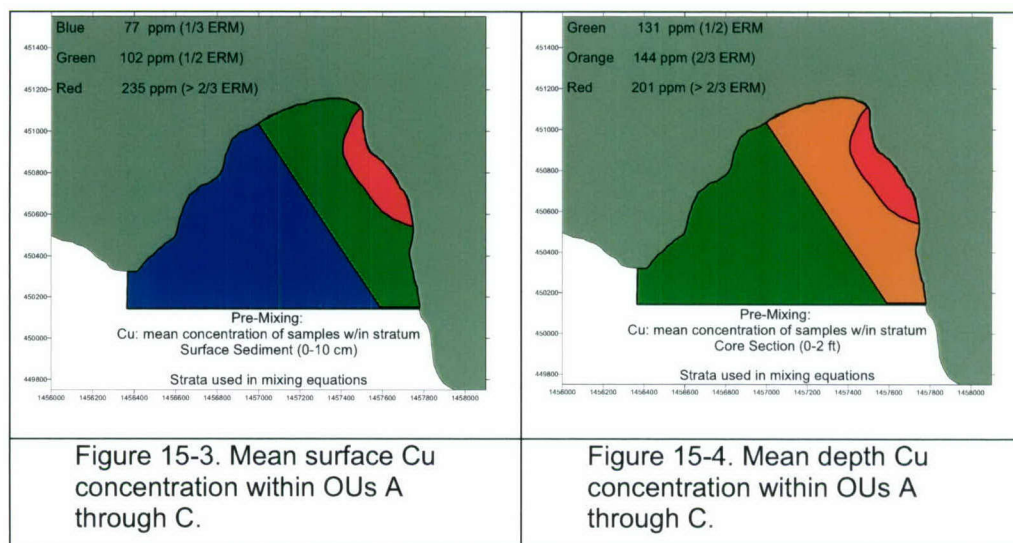 Blue 77 ppm (1/3 ERM)
Green 102 ppm (1/2 ERM)
Red 235 ppm (> 2/3 ERM)
451400
451200
451000
450800
450600
450400
450200
450000
449800
Pre-Mixing:
Cu: mean concentration of samples w/in stratum
Surface Sediment (0-10 cm)
Strata used in mixing equations
1456000 1456200 1456400 1456600 1456800 1457000 1457200 1457400 1457600 1457800 1458000
Figure 15-3. Mean surface Cu
concentration within OUs A
through C.
Green 131 ppm (1/2) ERM
Orange 144 ppm (2/3 ERM)
Red 201 ppm (> 2/3 ERM)
451400
451200
451000
450800
450600
450400
450200
450000
449800
Pre-Mixing:
Cu: mean concentration of samples w/in stratum
Core Section (0-2 ft)
Strata used in mixing equations
1456000 1456200 1456400 1456600 1456800 1457000 1457200 1457400 1457600 1457800 1458000
Figure 15-4. Mean depth Cu
concentration within OUs A
through C.